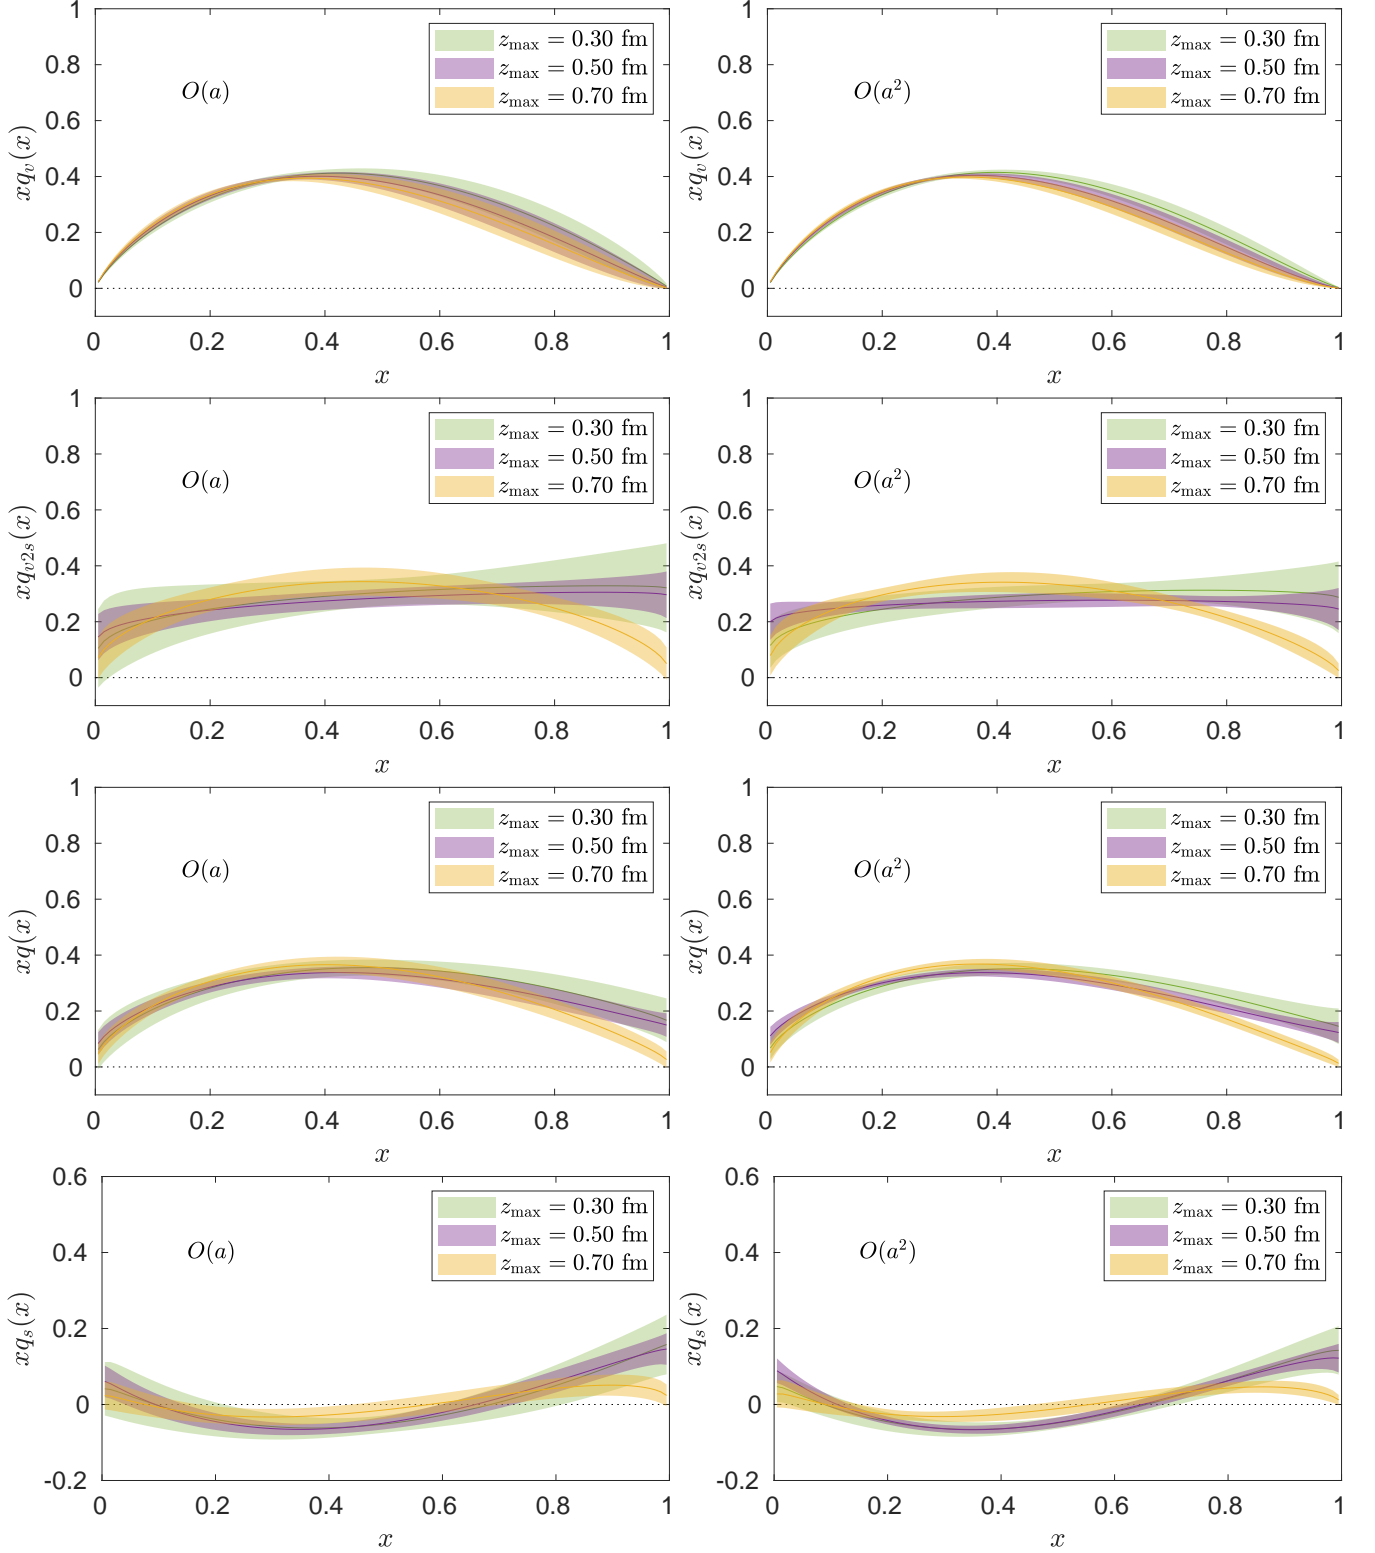 1
0.8
0.6
0.4
0.2
0
0 0.2 0.4 0.6 0.8 1
x
xq_v(x)
O(a)
z_max = 0.30 fm
z_max = 0.50 fm
z_max = 0.70 fm
1
0.8
0.6
0.4
0.2
0
0 0.2 0.4 0.6 0.8 1
x
xq_v(x)
O(a²)
z_max = 0.30 fm
z_max = 0.50 fm
z_max = 0.70 fm
1
0.8
0.6
0.4
0.2
0
0 0.2 0.4 0.6 0.8 1
x
xq_{v2s}(x)
O(a)
z_max = 0.30 fm
z_max = 0.50 fm
z_max = 0.70 fm
1
0.8
0.6
0.4
0.2
0
0 0.2 0.4 0.6 0.8 1
x
xq_{v2s}(x)
O(a²)
z_max = 0.30 fm
z_max = 0.50 fm
z_max = 0.70 fm
1
0.8
0.6
0.4
0.2
0
0 0.2 0.4 0.6 0.8 1
x
xq(x)
O(a)
z_max = 0.30 fm
z_max = 0.50 fm
z_max = 0.70 fm
1
0.8
0.6
0.4
0.2
0
0 0.2 0.4 0.6 0.8 1
x
xq(x)
O(a²)
z_max = 0.30 fm
z_max = 0.50 fm
z_max = 0.70 fm
0.6
0.4
0.2
0
-0.2
0 0.2 0.4 0.6 0.8 1
x
xq_s(x)
O(a)
z_max = 0.30 fm
z_max = 0.50 fm
z_max = 0.70 fm
0.6
0.4
0.2
0
-0.2
0 0.2 0.4 0.6 0.8 1
x
xq_s(x)
O(a²)
z_max = 0.30 fm
z_max = 0.50 fm
z_max = 0.70 fm